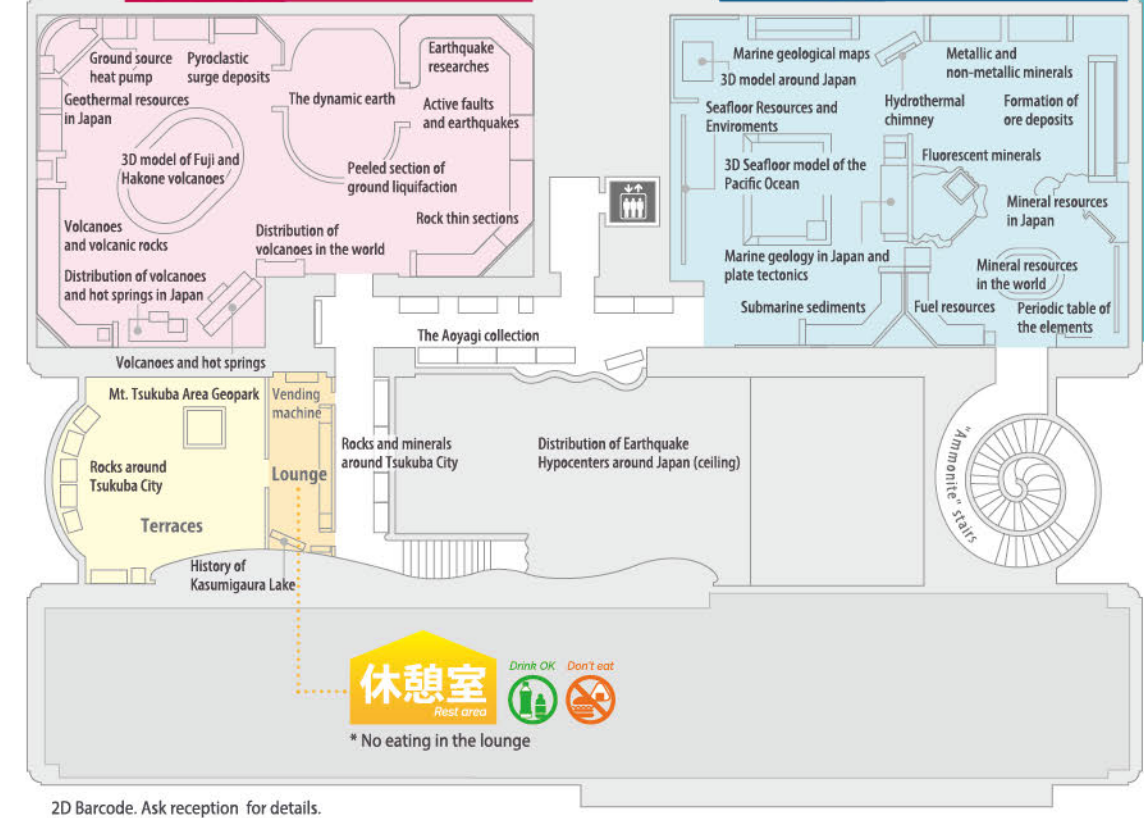 Ground source
heat pump
Pyroclastic
surge deposits
Geothermal resources
in Japan
The dynamic earth
Earthquake
researches
Active faults
and earthquakes
3D model of Fuji and
Hakone volcanoes
Peeled section of
ground liquifaction
Rock thin sections
Volcanoes
and volcanic rocks
Distribution of
volcanoes in the world
Distribution of volcanoes
and hot springs in Japan
Volcanoes and hot springs
Marine geological maps
3D model around Japan
Metallic and
non-metallic minerals
Seafloor Resources and
Enviroments
Hydrothermal
chimney
Formation of
ore deposits
3D Seafloor model of the
Pacific Ocean
Fluorescent minerals
Mineral resources
in Japan
Marine geology in Japan and
plate tectonics
Mineral resources
in the world
Submarine sediments
Fuel resources
Periodic table of
the elements
The Aoyagi collection
Mt. Tsukuba Area Geopark
Vending
machine
Rocks around
Tsukuba City
Lounge
Rocks and minerals
around Tsukuba City
Distribution of Earthquake
Hypocenters around Japan (ceiling)
"Ammonite" stairs
Terraces
History of
Kasumigaura Lake
休憩室
Rest area
Drink OK
Don't eat
* No eating in the lounge
2D Barcode. Ask reception for details.